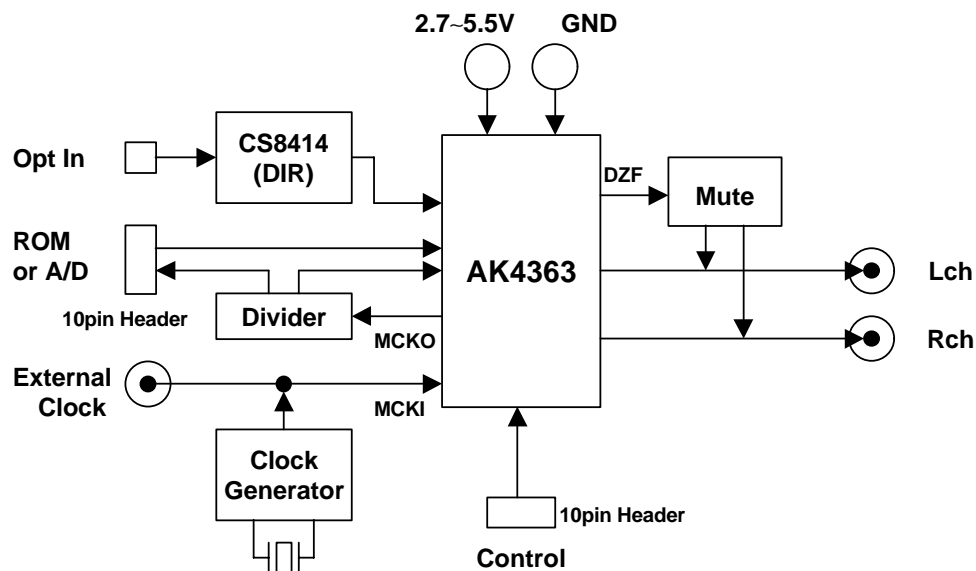 2.7~5.5V
GND
Opt In
CS8414
(DIR)
DZF
Mute
ROM
or A/D
AK4363
Lch
10pin Header
Divider
MCKO
Rch
External
Clock
MCKI
Clock
Generator
10pin Header
Control